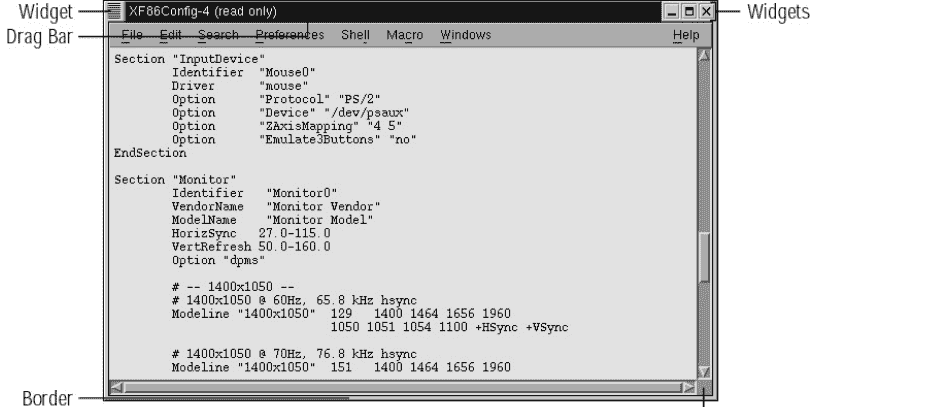 Widget
XF86Config-4 (read only)
Widgets
Drag Bar
File Edit Search Preferences Shell Macro Windows Help
Section "InputDevice"
Identifier "Mouse0"
Driver "mouse"
Option "Protocol" "PS/2"
Option "Device" "/dev/psaux"
Option "ZAxisMapping" "4 5"
Option "Emulate3Buttons" "no"
EndSection
Section "Monitor"
Identifier "Monitor0"
VendorName "Monitor Vendor"
ModelName "Monitor Model"
HorizSync 27.0-115.0
VertRefresh 50.0-160.0
Option "dpms"
# -- 1400x1050 --
# 1400x1050 @ 60Hz, 65.8 kHz hsync
Modeline "1400x1050" 129 1400 1464 1656 1960
1050 1051 1054 1100 +HSync +VSync
# 1400x1050 @ 70Hz, 76.8 kHz hsync
Modeline "1400x1050" 151 1400 1464 1656 1960
Border